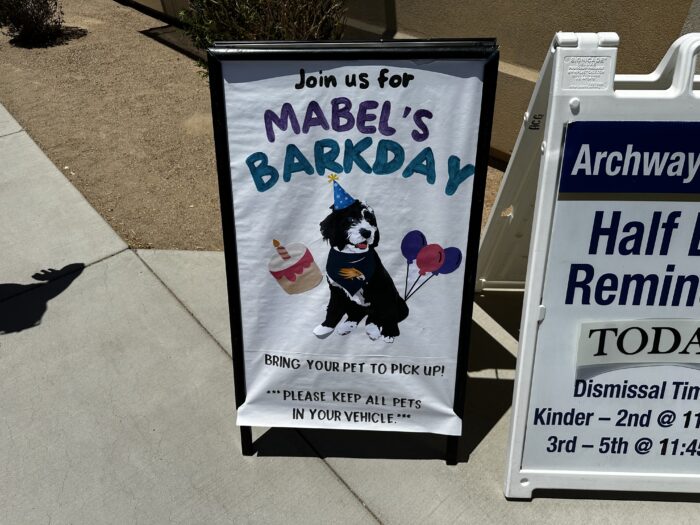 Join us for
MABEL'S
BARKDAY
BRING YOUR PET TO PICK UP!
***PLEASE KEEP ALL PETS
IN YOUR VEHICLE.***
Archway
Half
Remin
TODA
Dismissal Tim
Kinder – 2nd @ 11
3rd – 5th @ 11:45